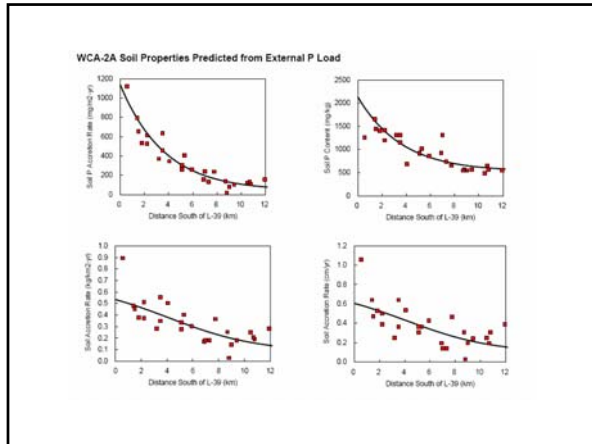 WCA-2A Soil Properties Predicted from External P Load
Soil P Accretion Rate (mg/m2-yr)
1200
1000
800
600
400
200
0
0 2 4 6 8 10 12
Distance South of L-39 (km)
Soil P Content (mg/kg)
2500
2000
1500
1000
500
0
0 2 4 6 8 10 12
Distance South of L-39 (km)
Soil Accretion Rate (kg/m2-yr)
1.0
0.9
0.8
0.7
0.6
0.5
0.4
0.3
0.2
0.1
0.0
0 2 4 6 8 10 12
Distance South of L-39 (km)
Soil Accretion Rate (cm/yr)
1.2
1.0
0.8
0.6
0.4
0.2
0.0
0 2 4 6 8 10 12
Distance South of L-39 (km)